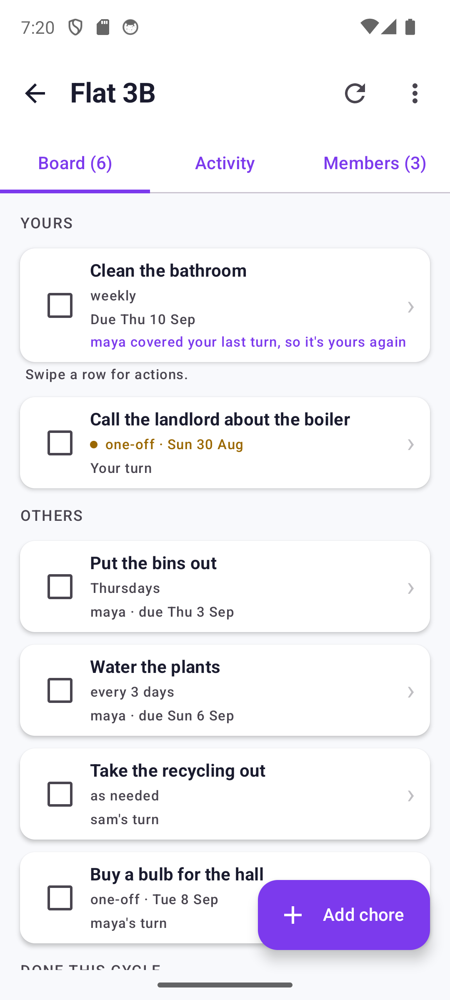 7:20
Flat 3B
Board (6)
Activity
Members (3)
YOURS
Clean the bathroom
weekly
Due Thu 10 Sep
maya covered your last turn, so it's yours again
Swipe a row for actions.
Call the landlord about the boiler
one-off · Sun 30 Aug
Your turn
OTHERS
Put the bins out
Thursdays
maya · due Thu 3 Sep
Water the plants
every 3 days
maya · due Sun 6 Sep
Take the recycling out
as needed
sam's turn
Buy a bulb for the hall
one-off · Tue 8 Sep
maya's turn
Add chore
DONE THIS CYCLE